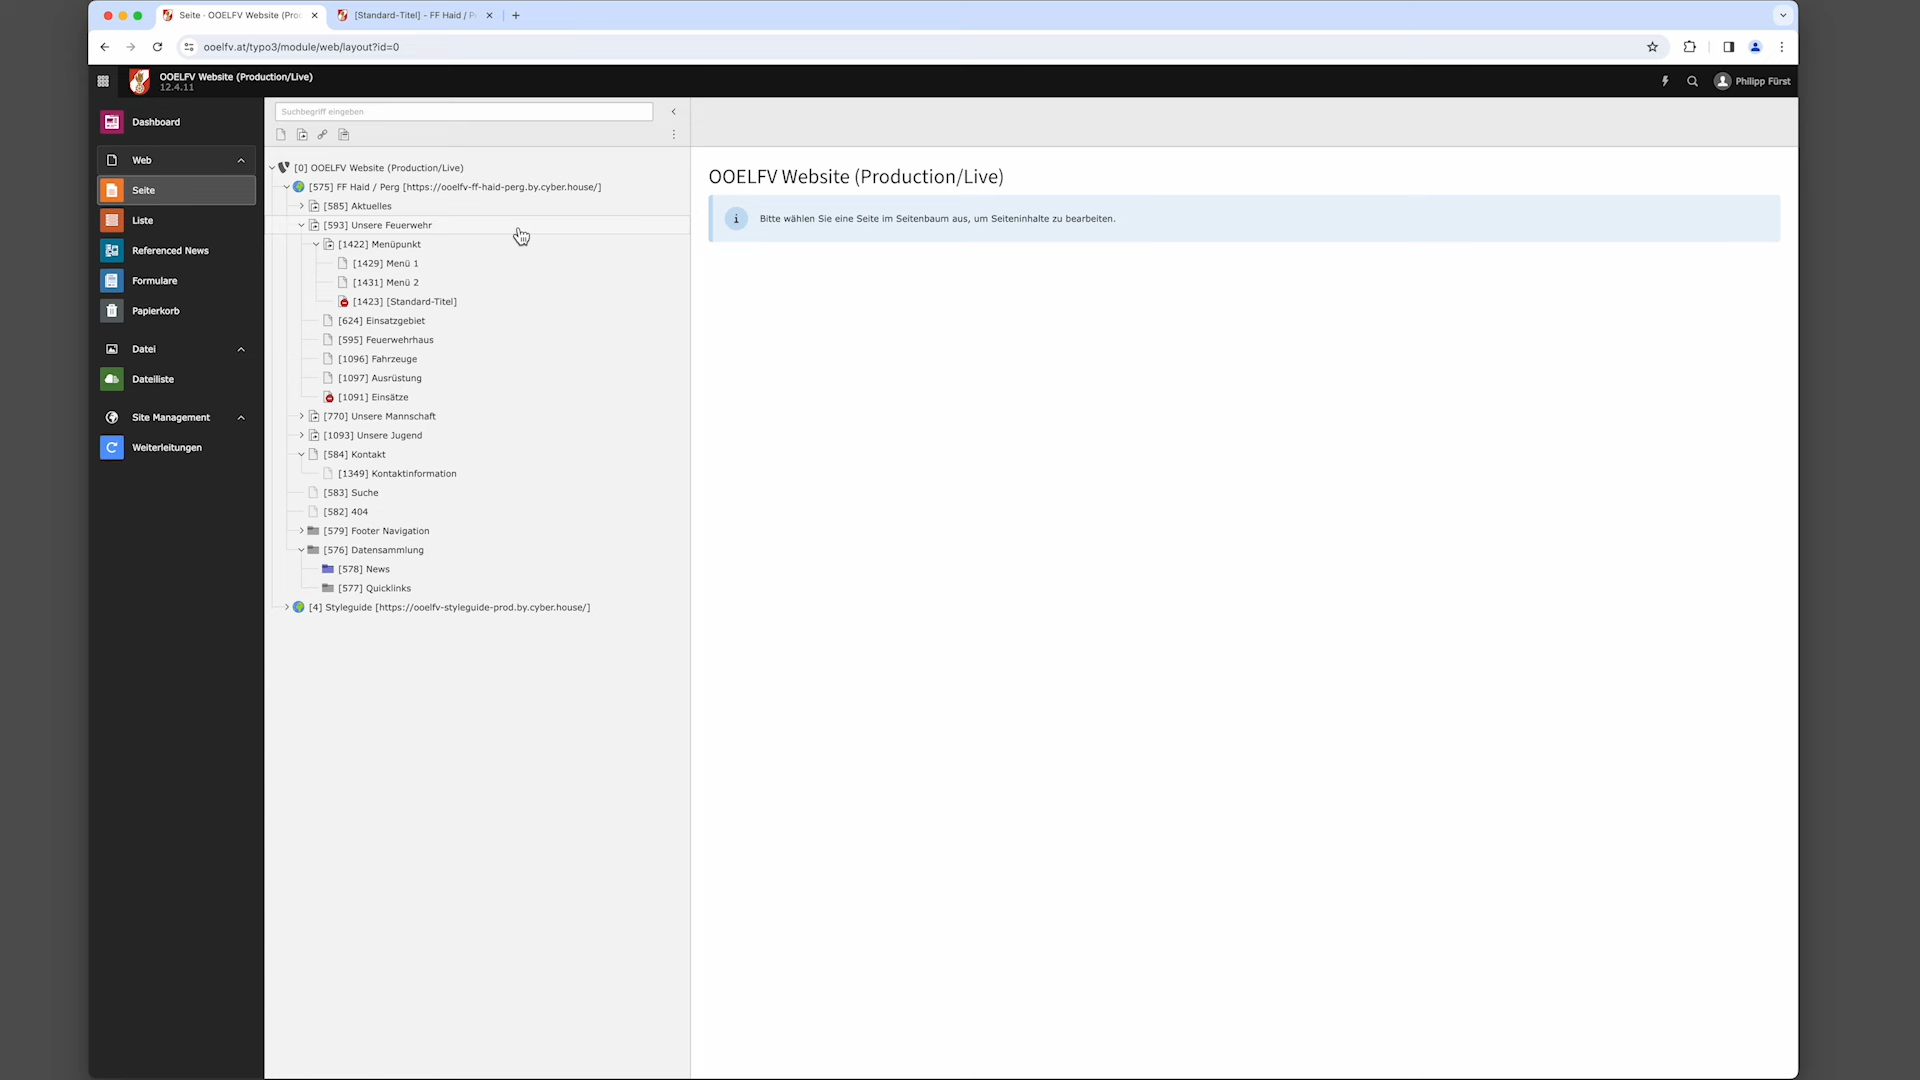 Seite · OOELFV Website (Pro
[Standard-Titel] - FF Haid / P
ooelfv.at/typo3/module/web/layout?id=0
OOELFV Website (Production/Live)
12.4.11
Philipp Fürst
Dashboard
Web
Seite
Liste
Referenced News
Formulare
Papierkorb
Datei
Dateiliste
Site Management
Weiterleitungen
Suchbegriff eingeben
[0] OOELFV Website (Production/Live)
[575] FF Haid / Perg [https://ooelfv-ff-haid-perg.by.cyber.house/]
[585] Aktuelles
[593] Unsere Feuerwehr
[1422] Menüpunkt
[1429] Menü 1
[1431] Menü 2
[1423] [Standard-Titel]
[624] Einsatzgebiet
[595] Feuerwehrhaus
[1096] Fahrzeuge
[1097] Ausrüstung
[1091] Einsätze
[770] Unsere Mannschaft
[1093] Unsere Jugend
[584] Kontakt
[1349] Kontaktinformation
[583] Suche
[582] 404
[579] Footer Navigation
[576] Datensammlung
[578] News
[577] Quicklinks
[4] Styleguide [https://ooelfv-styleguide-prod.by.cyber.house/]
OOELFV Website (Production/Live)
Bitte wählen Sie eine Seite im Seitenbaum aus, um Seiteninhalte zu bearbeiten.